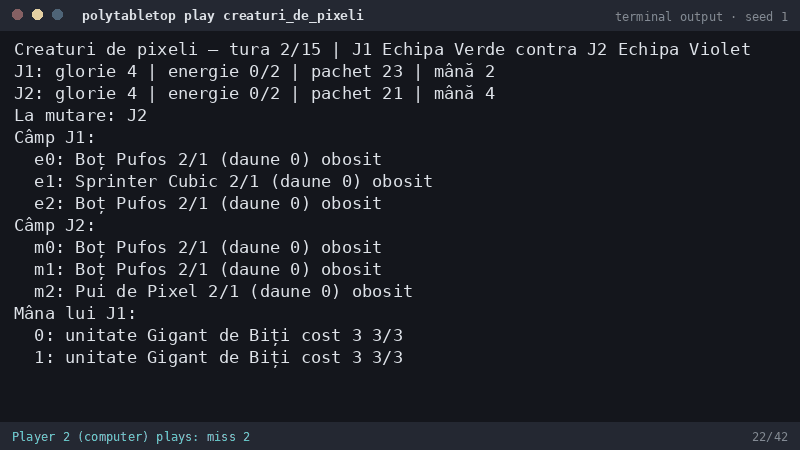 polytabletop play creaturi_de_pixeli
terminal output · seed 1
Creaturi de pixeli — tura 2/15 | J1 Echipa Verde contra J2 Echipa Violet
J1: glorie 4 | energie 0/2 | pachet 23 | mână 2
J2: glorie 4 | energie 0/2 | pachet 21 | mână 4
La mutare: J2
Câmp J1:
e0: Boț Pufos 2/1 (daune 0) obosit
e1: Sprinter Cubic 2/1 (daune 0) obosit
e2: Boț Pufos 2/1 (daune 0) obosit
Câmp J2:
m0: Boț Pufos 2/1 (daune 0) obosit
m1: Boț Pufos 2/1 (daune 0) obosit
m2: Pui de Pixel 2/1 (daune 0) obosit
Mâna lui J1:
0: unitate Gigant de Biți cost 3 3/3
1: unitate Gigant de Biți cost 3 3/3
Player 2 (computer) plays: miss 2
22/42